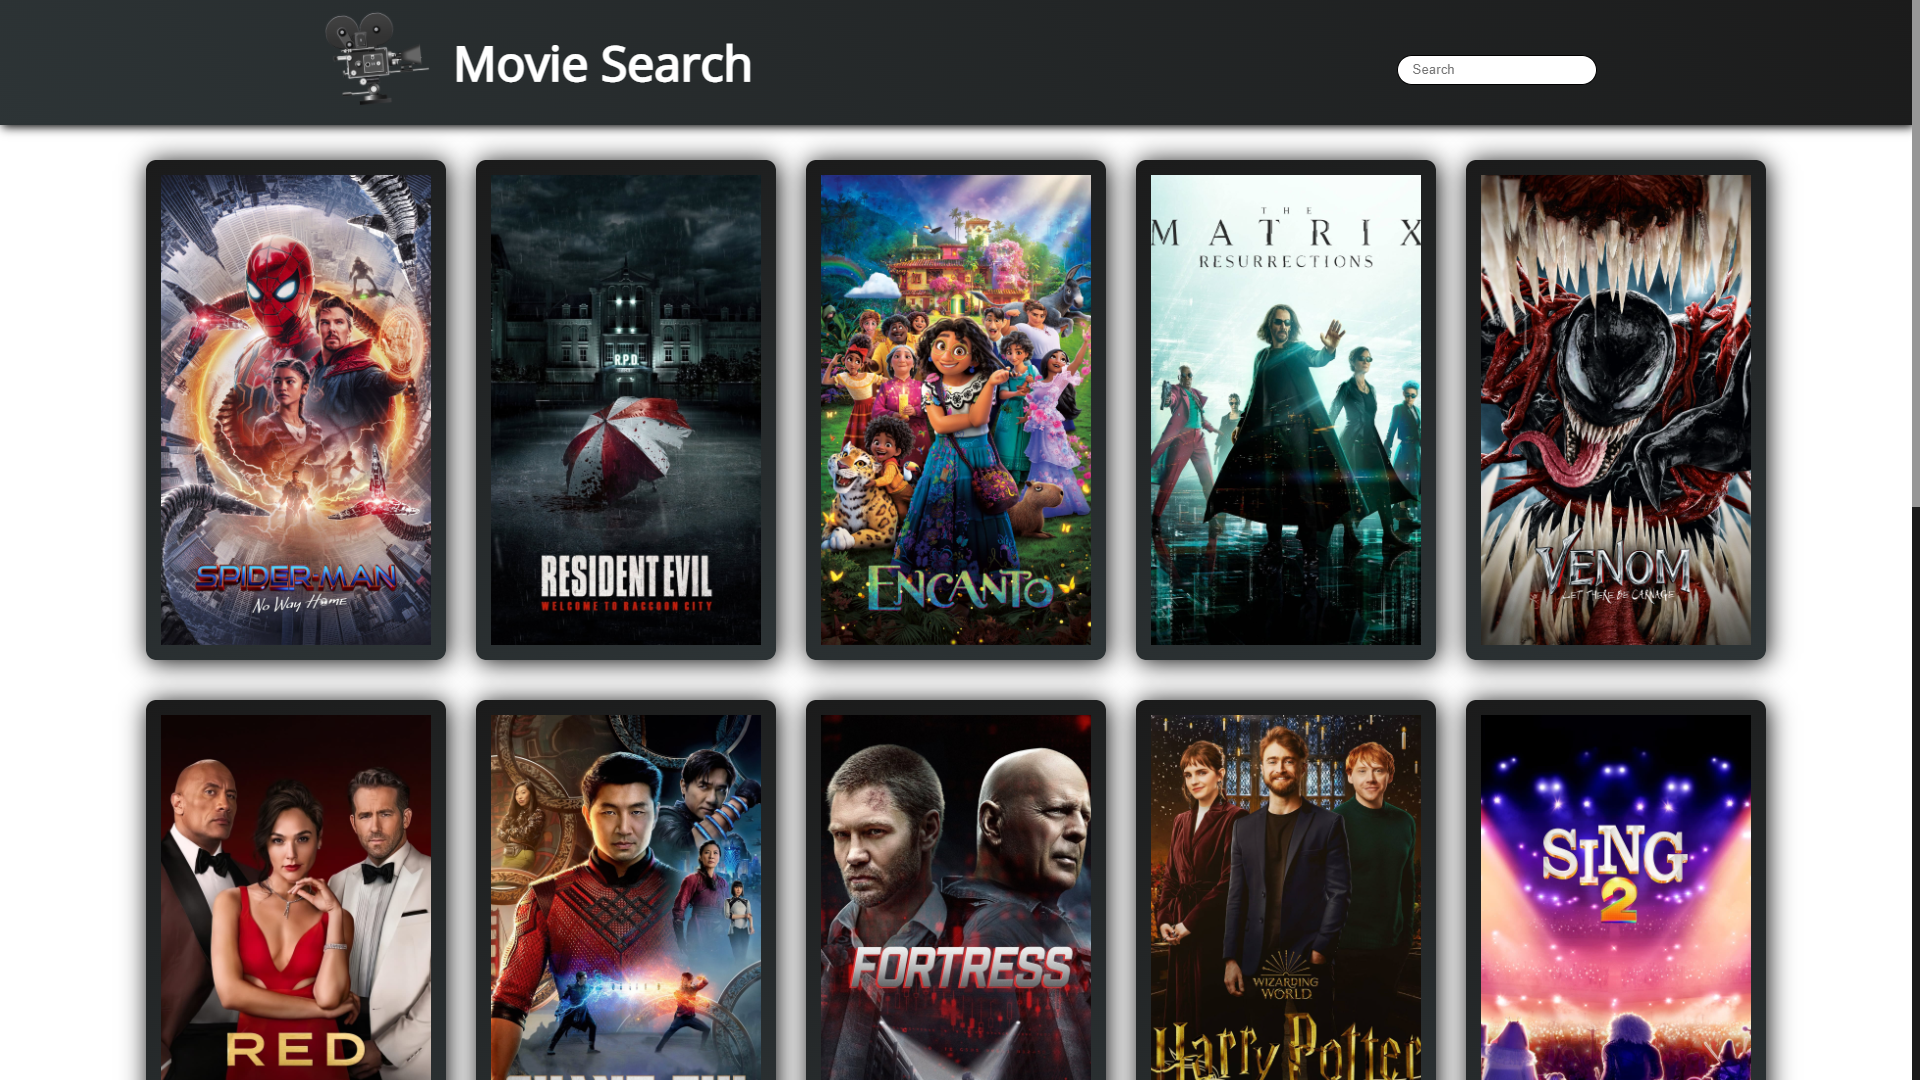 Movie Search
Search
R.P.D.
SPIDER-MAN
No Way Home
RESIDENT EVIL
WELCOME TO RACCOON CITY
ENCANTO
THE
MATRIX
RESURRECTIONS
VENOM
LET THERE BE CARNAGE
RED
FORTRESS
WIZARDING
WORLD
Harry Potter
SING
2